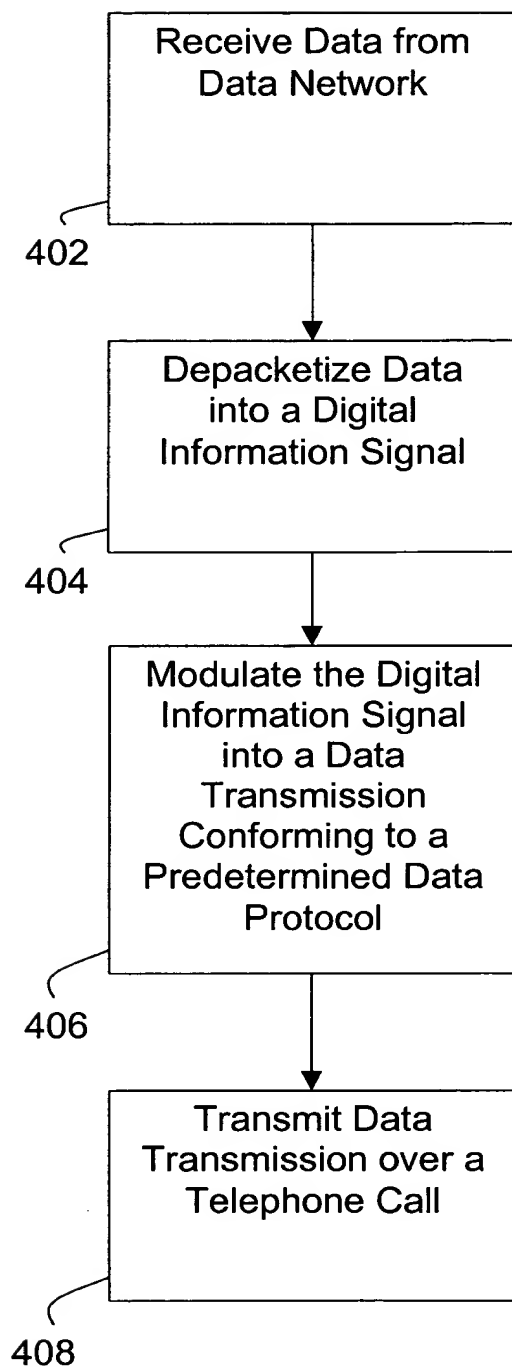 Receive Data from
Data Network
402
Depacketize Data
into a Digital
Information Signal
404
Modulate the Digital
Information Signal
into a Data
Transmission
Conforming to a
Predetermined Data
Protocol
406
Transmit Data
Transmission over a
Telephone Call
408